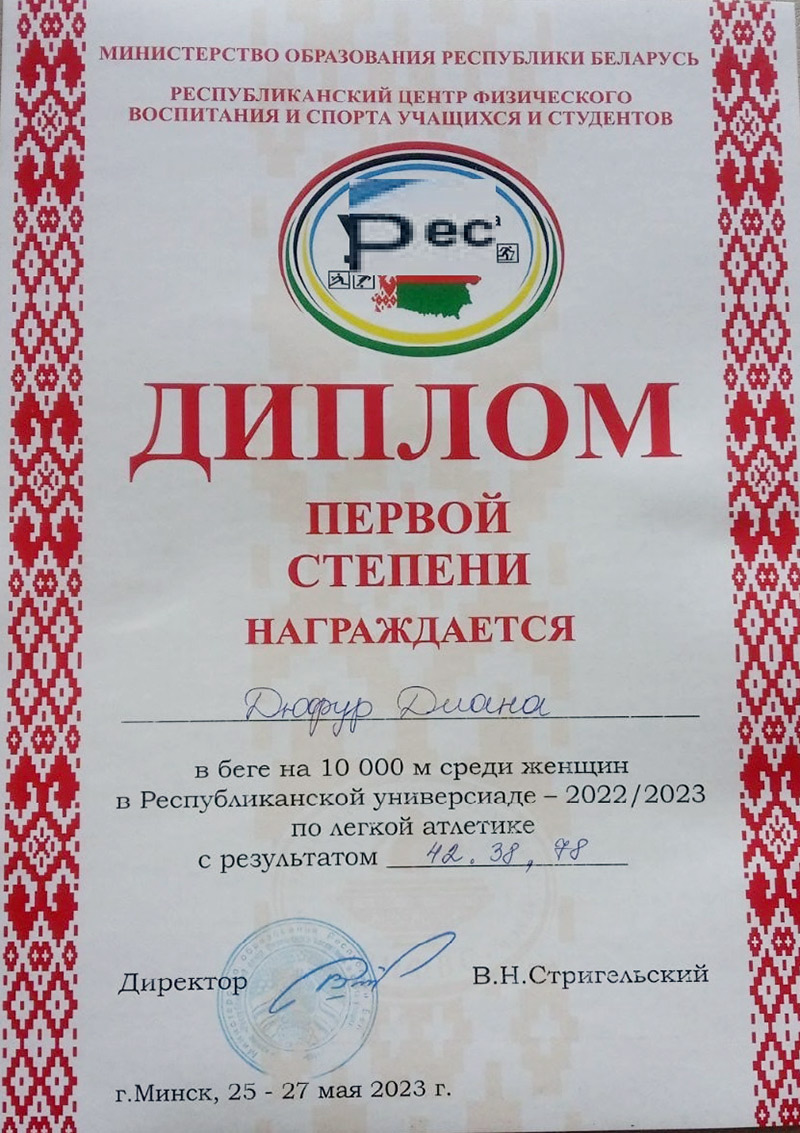 МИНИСТЕРСТВО ОБРАЗОВАНИЯ РЕСПУБЛИКИ БЕЛАРУСЬ
РЕСПУБЛИКАНСКИЙ ЦЕНТР ФИЗИЧЕСКОГО
ВОСПИТАНИЯ И СПОРТА УЧАЩИХСЯ И СТУДЕНТОВ
Рес
ДИПЛОМ
ПЕРВОЙ
СТЕПЕНИ
НАГРАЖДАЕТСЯ
Дюфур Диана
в беге на 10 000 м среди женщин
в Республиканской универсиаде – 2022/2023
по легкой атлетике
с результатом 42.38,78
Директор В.Н.Стригельский
г.Минск, 25 - 27 мая 2023 г.